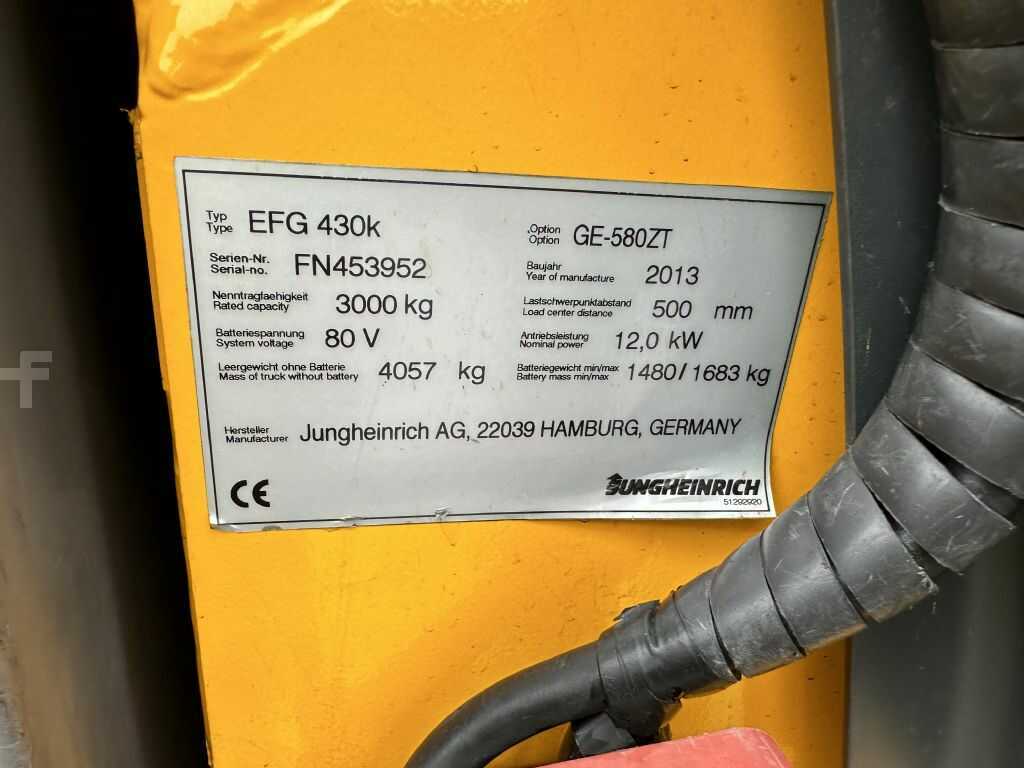 Typ
Type EFG 430k
.Option
Option GE-580ZT
Serien-Nr.
Serial-no. FN453952
Baujahr
Year of manufacture 2013
Nenntragfaehigkeit
Rated capacity 3000 kg
Lastschwerpunktabstand
Load center distance 500 mm
Batteriespannung
System voltage 80 V
Antriebsleistung
Nominal power 12,0 kW
Leergewicht ohne Batterie
Mass of truck without battery 4057 kg
Batteriegewicht min/max
Battery mass min/max 1480/ 1683 kg
Hersteller
Manufacturer Jungheinrich AG, 22039 HAMBURG, GERMANY
CE
JUNGHEINRICH
51292920
f